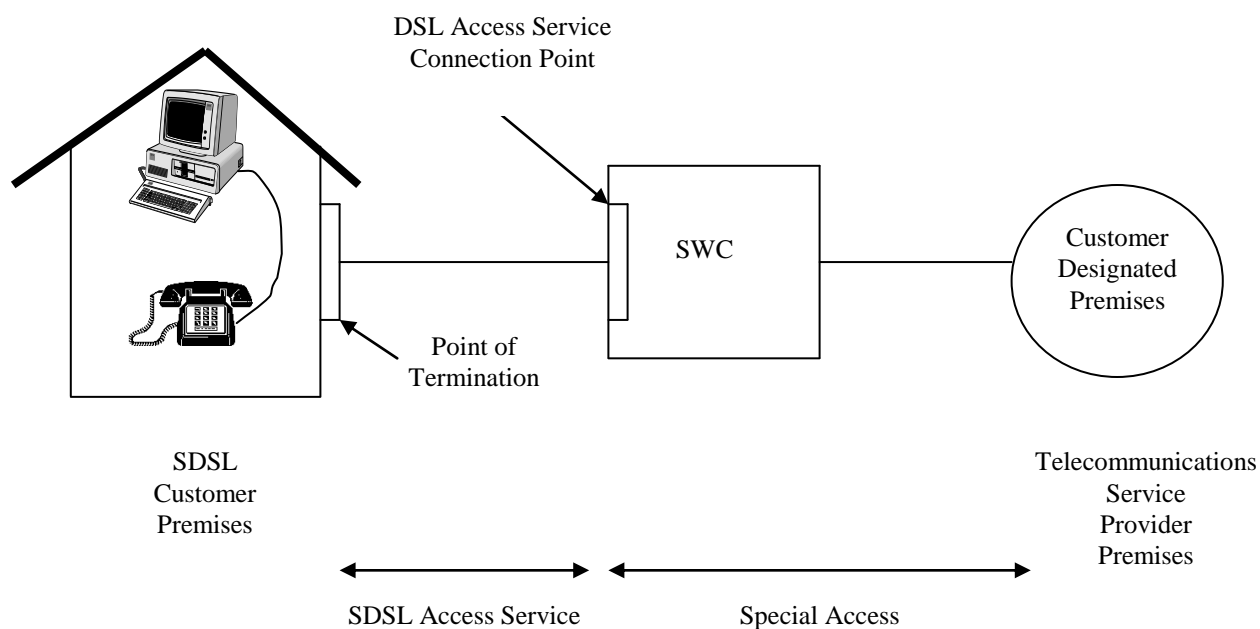 DSL Access Service
Connection Point
SWC
Customer
Designated
Premises
Point of
Termination
SDSL
Customer
Premises
Telecommunications
Service
Provider
Premises
SDSL Access Service
Special Access